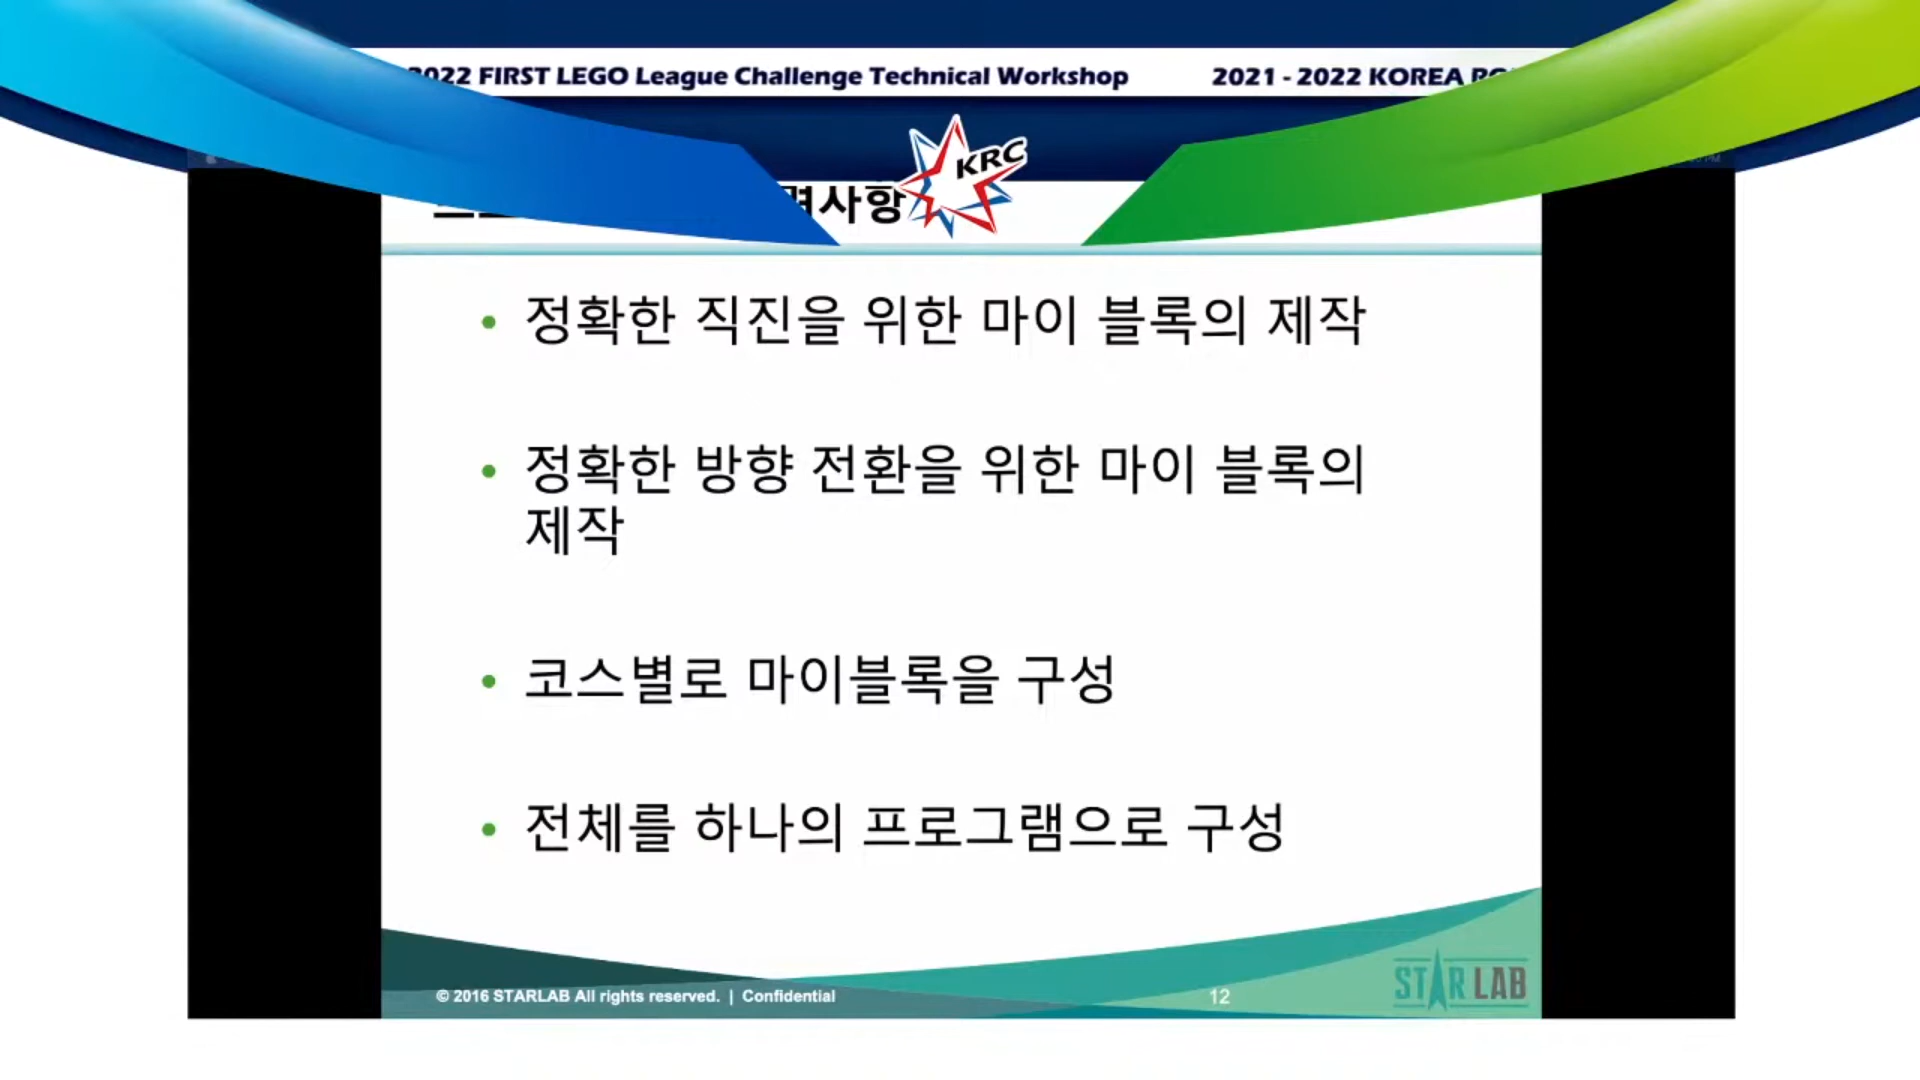 2022 FIRST LEGO League Challenge Technical Workshop
2021 - 2022 KOREA
KRC
• 정확한 직진을 위한 마이 블록의 제작
• 정확한 방향 전환을 위한 마이 블록의
제작
• 코스별로 마이블록을 구성
• 전체를 하나의 프로그램으로 구성
© 2016 STARLAB All rights reserved. | Confidential
12
STAR LAB